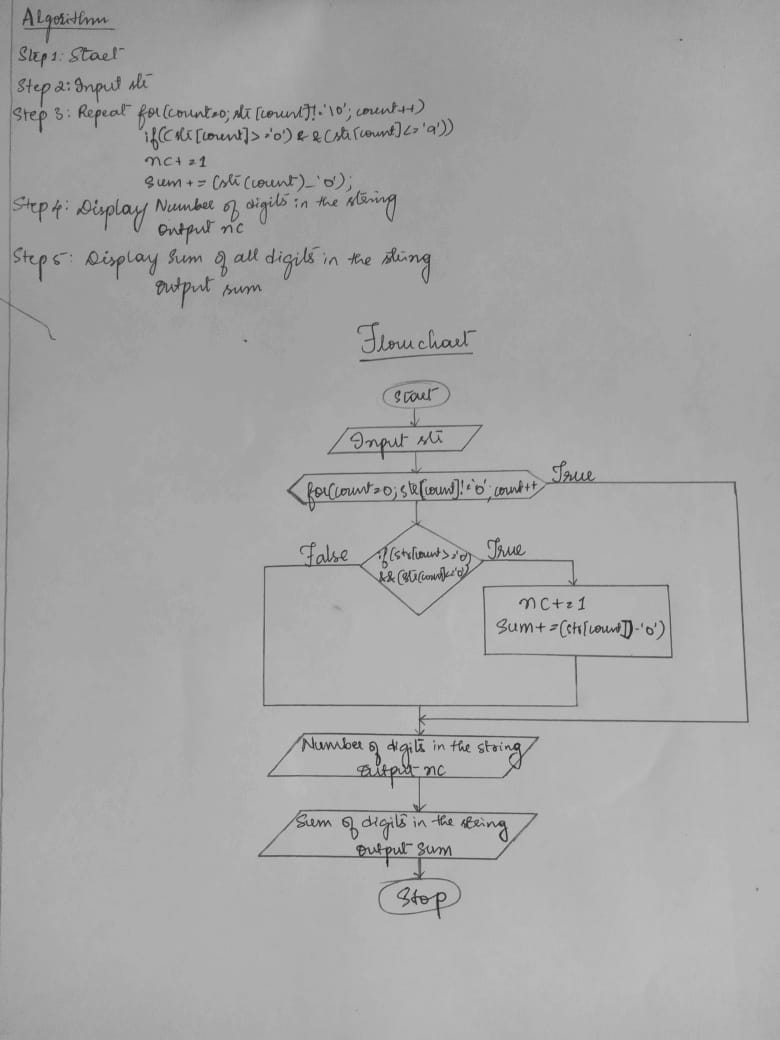 Algorithm
Step 1: Start
Step 2: Input str
Step 3: Repeat for(count=0; str[count]!='\0'; count++)
if((str[count]>='0') && (str[count]<='9'))
nc+=1
Sum+=(str(count)-'0');
Step 4: Display Number of digits in the string
output nc
Step 5: Display Sum of all digits in the string
output sum
Flowchart
Start
Input str
for(count=0; str[count]!='0'; count++
True
False
if(str[count>='0')
&&(str(count]<='0')
True
nc+=1
Sum+=(str[count])-'0')
Number of digits in the string
output nc
Sum of digits in the string
output sum
Stop